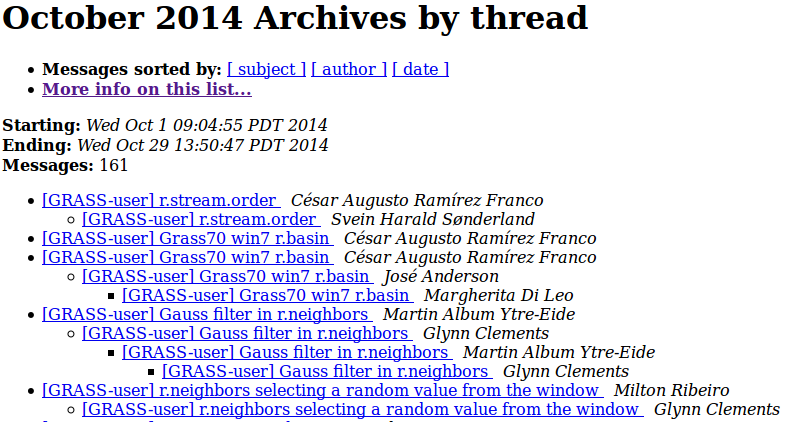 October 2014 Archives by thread
Messages sorted by: [ subject ] [ author ] [ date ]
More info on this list...
Starting: Wed Oct 1 09:04:55 PDT 2014
Ending: Wed Oct 29 13:50:47 PDT 2014
Messages: 161
[GRASS-user] r.stream.order César Augusto Ramírez Franco
[GRASS-user] r.stream.order Svein Harald Sønderland
[GRASS-user] Grass70 win7 r.basin César Augusto Ramírez Franco
[GRASS-user] Grass70 win7 r.basin César Augusto Ramírez Franco
[GRASS-user] Grass70 win7 r.basin José Anderson
[GRASS-user] Grass70 win7 r.basin Margherita Di Leo
[GRASS-user] Gauss filter in r.neighbors Martin Album Ytre-Eide
[GRASS-user] Gauss filter in r.neighbors Glynn Clements
[GRASS-user] Gauss filter in r.neighbors Martin Album Ytre-Eide
[GRASS-user] Gauss filter in r.neighbors Glynn Clements
[GRASS-user] r.neighbors selecting a random value from the window Milton Ribeiro
[GRASS-user] r.neighbors selecting a random value from the window Glynn Clements